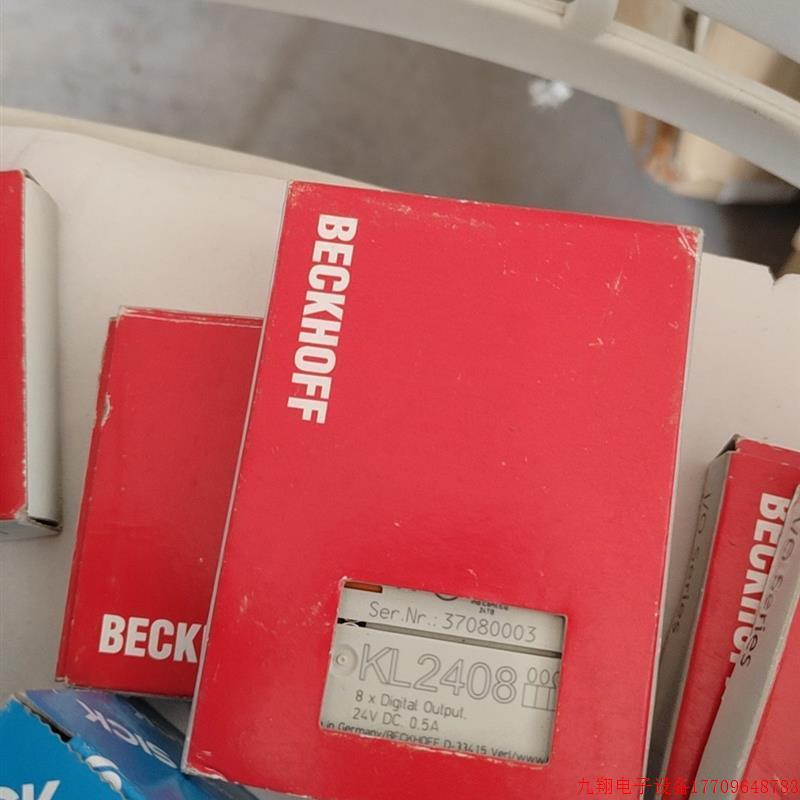 BECKHOFF
Ser.Nr.: 37080003
KL2408
8 x Digital Output,
24V DC, 0.5A
in Germany/BECKHOFF D-33415 Verl/www
BECK
BECKHOFF
I/O Series
I/O Series
SICK
九翔电子设备17709648783